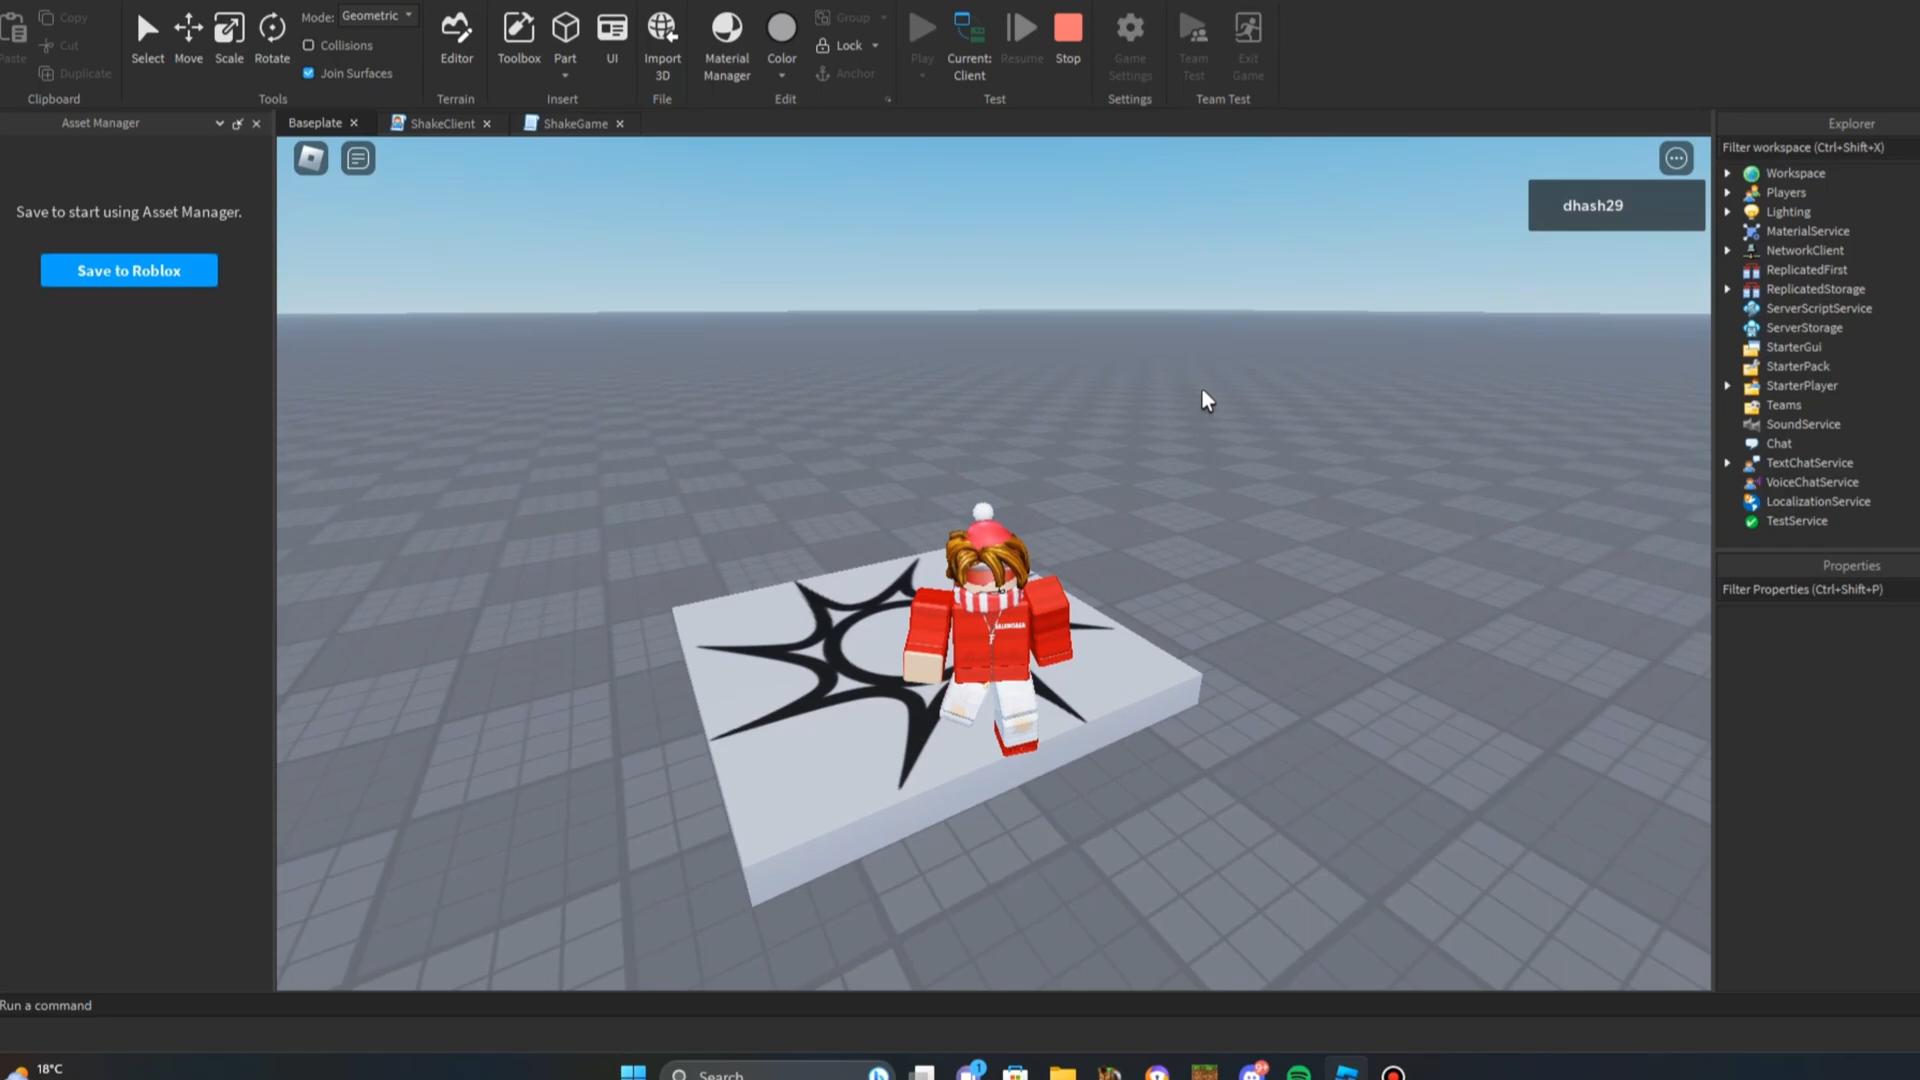 Paste
Copy
Cut
Duplicate
Clipboard
Select
Move
Scale
Rotate
Mode: Geometric
Collisions
Join Surfaces
Tools
Editor
Terrain
Toolbox
Part
UI
Insert
Import
3D
File
Material
Manager
Color
Group
Lock
Anchor
Edit
Play
Current:
Client
Resume
Stop
Test
Game
Settings
Settings
Team
Test
Exit
Game
Team Test
Asset Manager
Baseplate
ShakeClient
ShakeGame
Save to start using Asset Manager.
Save to Roblox
dhash29
Explorer
Filter workspace (Ctrl+Shift+X)
Workspace
Players
Lighting
MaterialService
NetworkClient
ReplicatedFirst
ReplicatedStorage
ServerScriptService
ServerStorage
StarterGui
StarterPack
StarterPlayer
Teams
SoundService
Chat
TextChatService
VoiceChatService
LocalizationService
TestService
Properties
Filter Properties (Ctrl+Shift+P)
Run a command
18°C
Search
1
9+